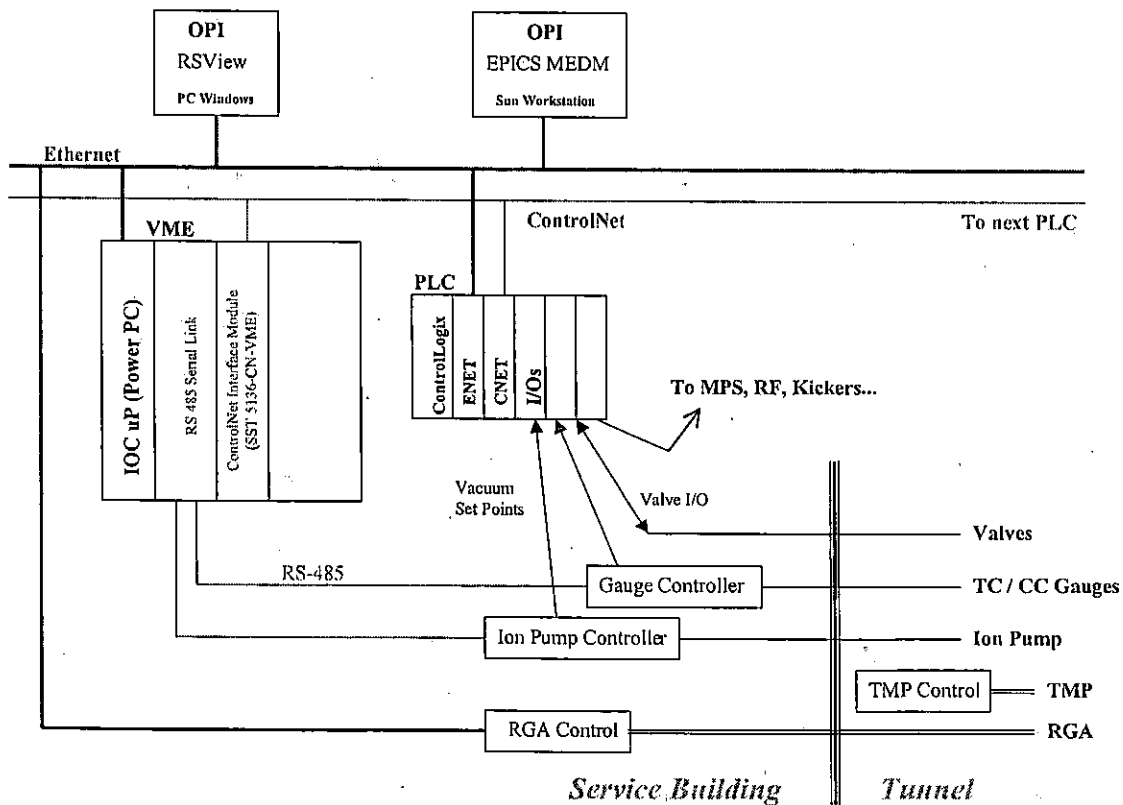 OPI
RSView
PC Windows
OPI
EPICS MEDM
Sun Workstation
Ethernet
ControlNet
To next PLC
VME
IOC uP (Power PC)
RS 485 Serial Link
ControlNet Interface Module
(SST 5136-CN-VME)
PLC
ControlLogix
ENET
CNET
I/Os
To MPS, RF, Kickers...
Vacuum
Set Points
Valve I/O
Valves
RS-485
Gauge Controller
TC / CC Gauges
Ion Pump Controller
Ion Pump
TMP Control
TMP
RGA Control
RGA
Service Building
Tunnel